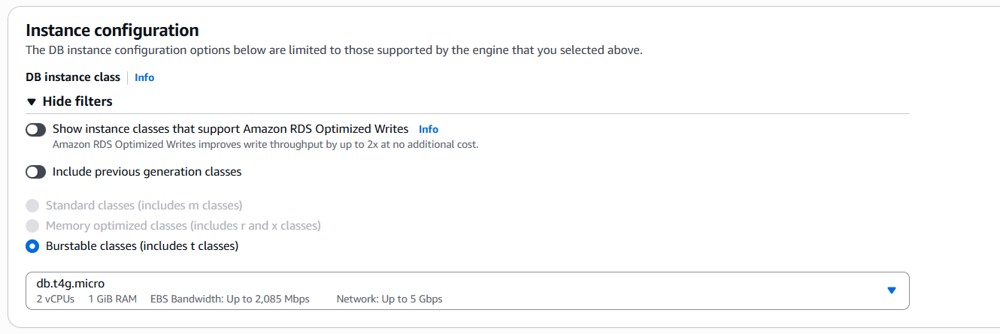 Instance configuration
The DB instance configuration options below are limited to those supported by the engine that you selected above.
DB instance class Info
Hide filters
Show instance classes that support Amazon RDS Optimized Writes Info
Amazon RDS Optimized Writes improves write throughput by up to 2x at no additional cost.
Include previous generation classes
Standard classes (includes m classes)
Memory optimized classes (includes r and x classes)
Burstable classes (includes t classes)
db.t4g.micro
2 vCPUs 1 GiB RAM EBS Bandwidth: Up to 2,085 Mbps Network: Up to 5 Gbps